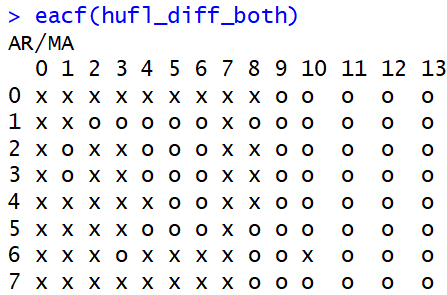 > eacf(hufl_diff_both)
AR/MA
  0 1 2 3 4 5 6 7 8 9 10 11 12 13
0 x x x x x x x x x o o  o  o  o
1 x x o o o o o x o o o  o  o  o
2 x o x x o o o x x o o  o  o  o
3 x o x x o o o x x o o  o  o  o
4 x x x x x o o x x o o  o  o  o
5 x x x x o o o x o o o  o  o  o
6 x x x o x x x x o o x  o  o  o
7 x x x x x x x x o o o  o  o  o